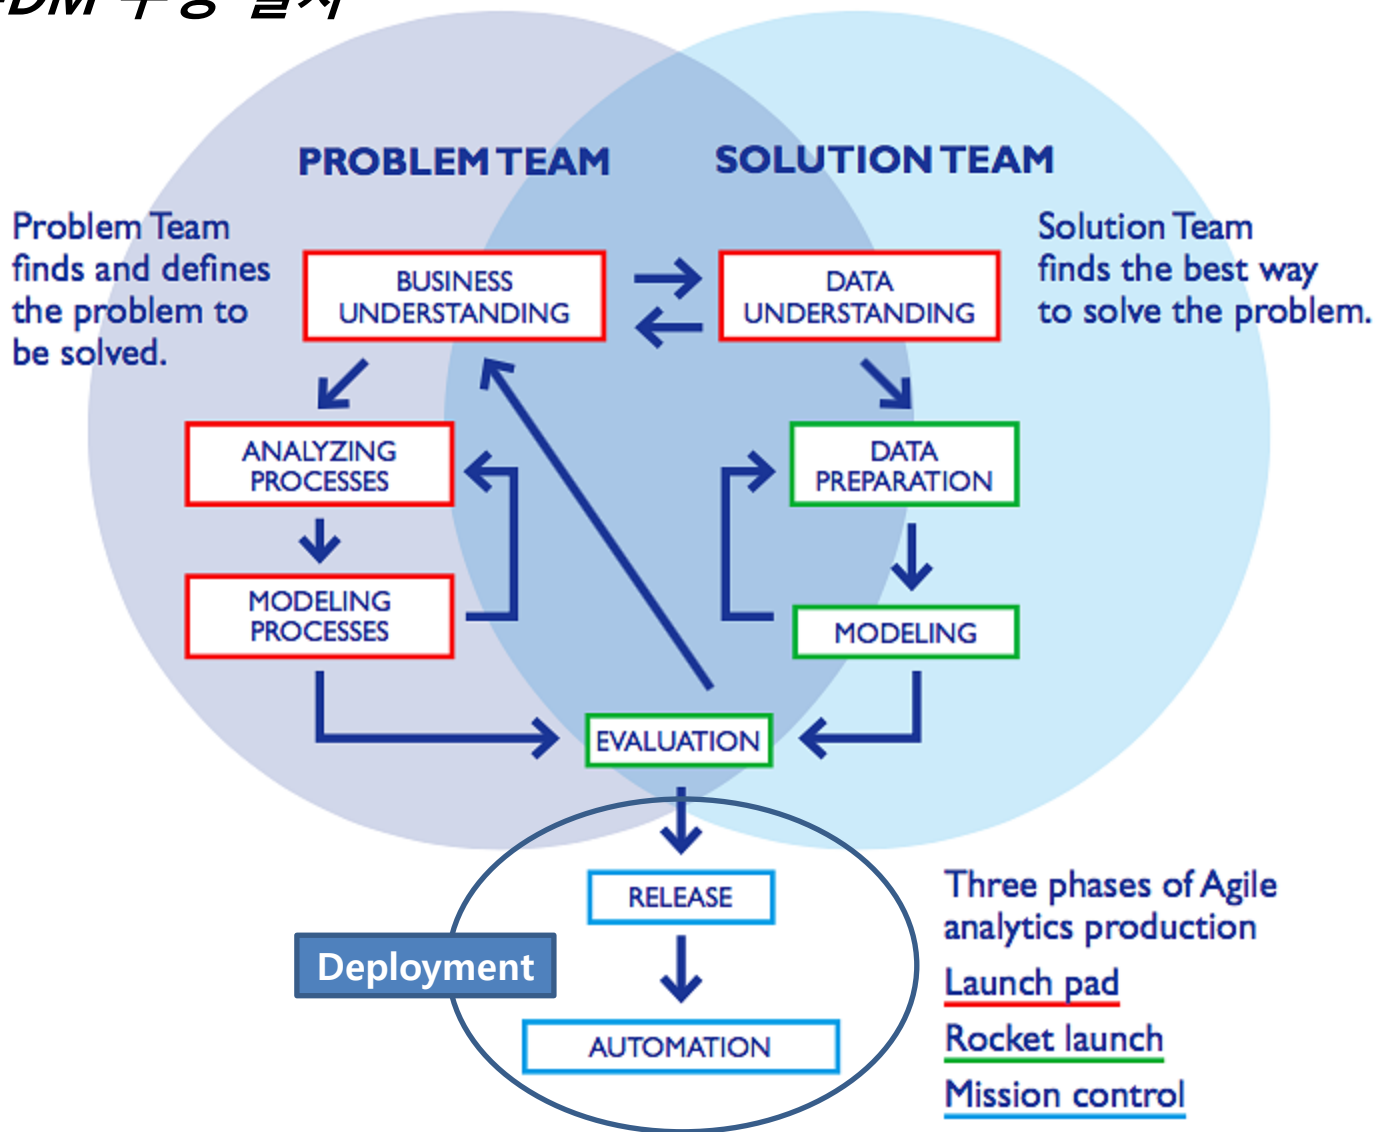 PROBLEM TEAM
SOLUTION TEAM
Problem Team
finds and defines
the problem to
be solved.
Solution Team
finds the best way
to solve the problem.
BUSINESS
UNDERSTANDING
DATA
UNDERSTANDING
ANALYZING
PROCESSES
DATA
PREPARATION
MODELING
PROCESSES
MODELING
EVALUATION
RELEASE
Deployment
AUTOMATION
Three phases of Agile
analytics production
Launch pad
Rocket launch
Mission control